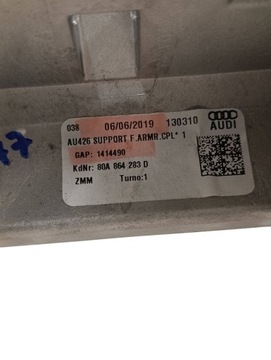 038 06/06/2019 130310
AUDI
AU426 SUPPORT F.ARMR.CPL* 1
GAP: 1414490
KdNr: 80A 864 283 D
ZMM Turno:1